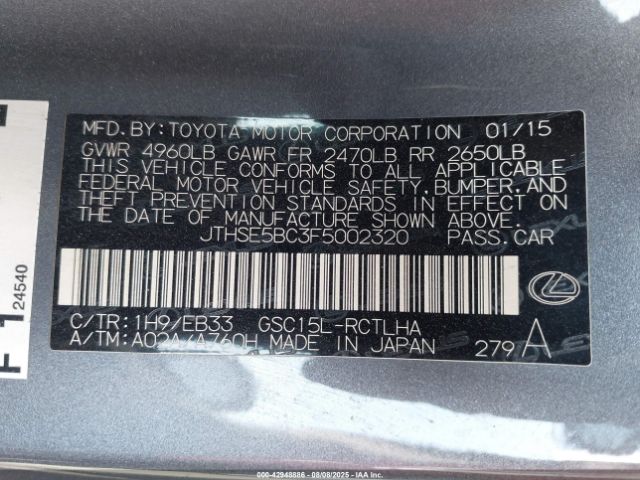 MFD.BY:TOYOTA MOTOR CORPORATION 01/15
GVWR 4960LB GAWR FR 2470LB RR 2650LB
THIS VEHICLE CONFORMS TO ALL APPLICABLE
FEDERAL MOTOR VEHICLE SAFETY,BUMPER,AND
THEFT PREVENTION STANDARDS IN EFFECT ON
THE DATE OF MANUFACTURE SHOWN ABOVE.
JTHSE5BC3F5002320 PASS.CAR
C/TR:1H9/EB33 GSC15L-RCTLHA
A/TM:A02A/A760H MADE IN JAPAN 279 A
24540
000-42948886 - 08/08/2025 - IAA Inc.